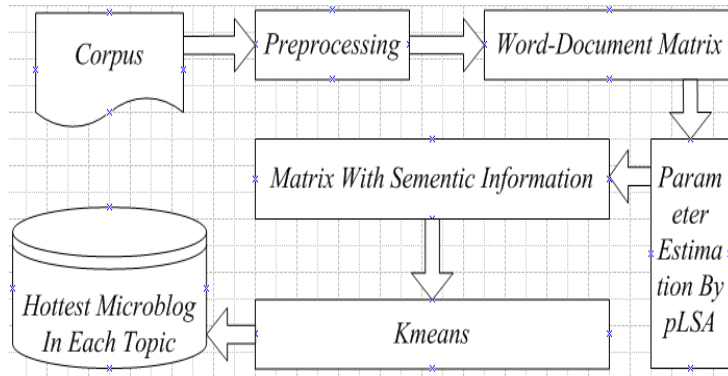 Corpus
Preprocessing
Word-Document Matrix
Param
eter
Estima
tion By
pLSA
Matrix With Sementic Information
Kmeans
Hottest Microblog
In Each Topic